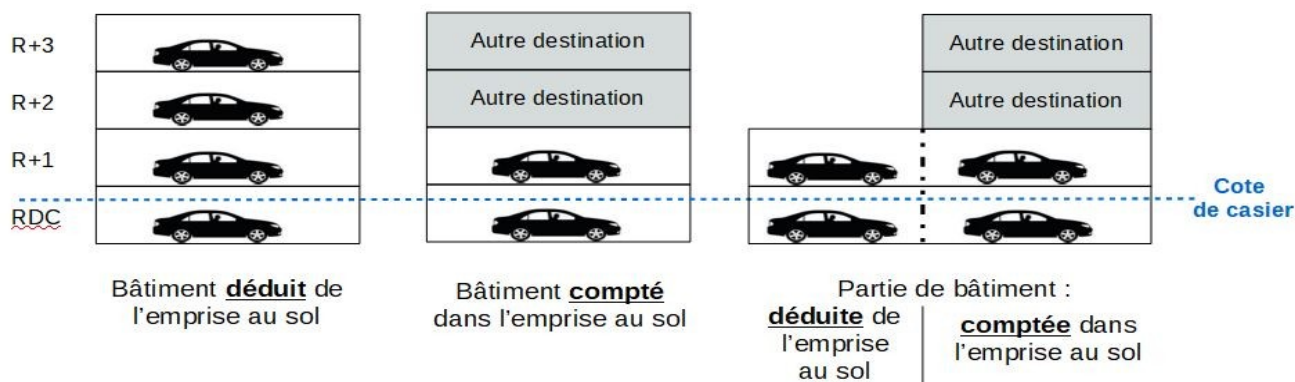 R+3
Autre destination
Autre destination
R+2
Autre destination
Autre destination
R+1
Cote
de casier
RDC
Bâtiment déduit de
l'emprise au sol
Bâtiment compté
dans l'emprise au sol
Partie de bâtiment :
déduite de
l'emprise
au sol
comptée dans
l'emprise au sol